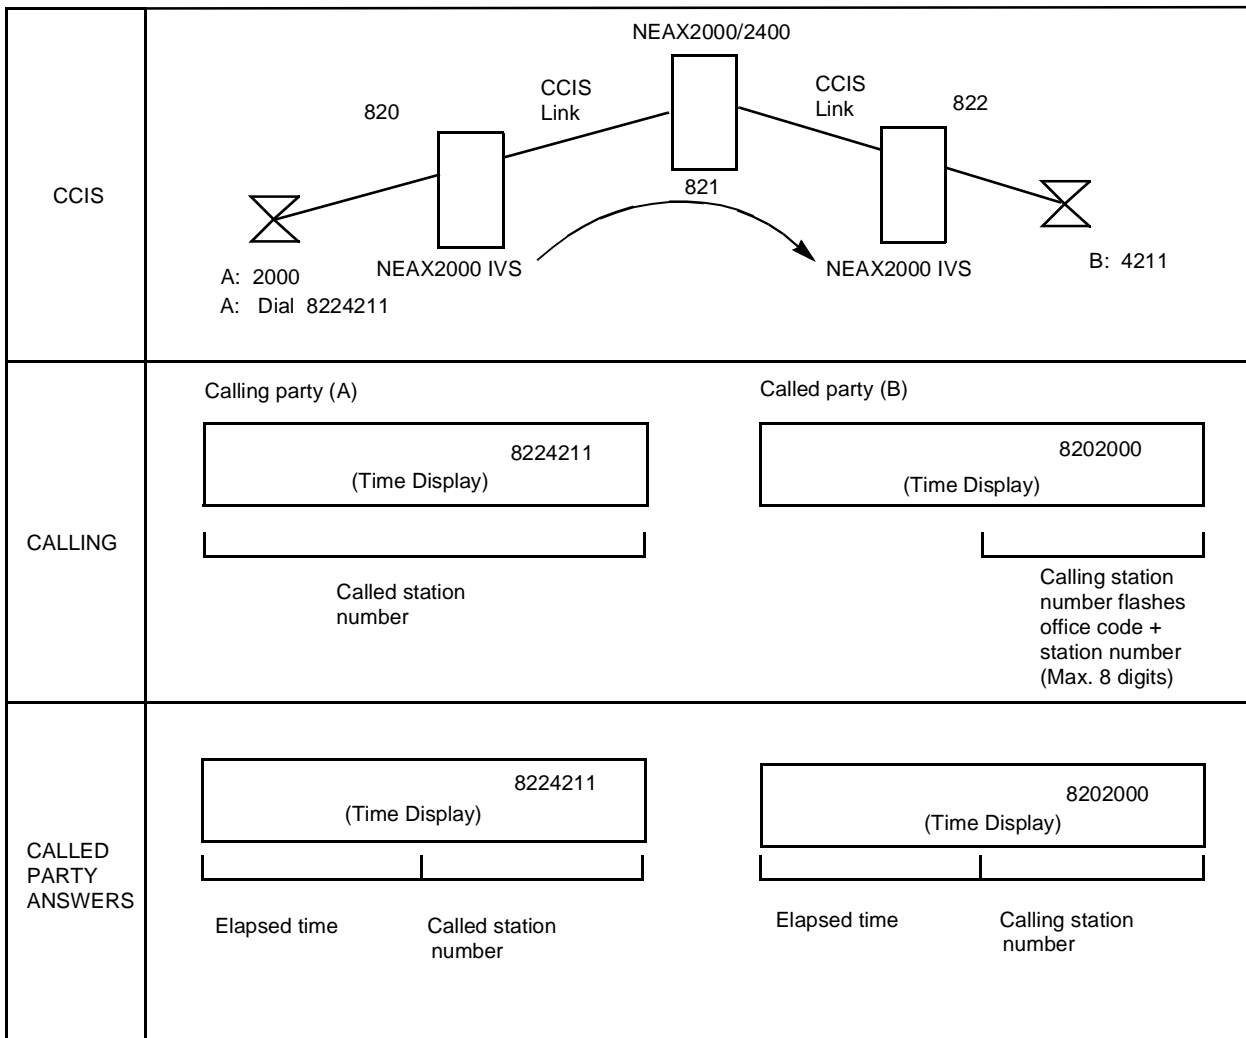 NEAX2000/2400
CCIS
Link
CCIS
Link
820
822
821
CCIS
NEAX2000 IVS
NEAX2000 IVS
A: 2000
A: Dial 8224211
B: 4211
CALLING
Calling party (A)
8224211
(Time Display)
Called station
number
Called party (B)
8202000
(Time Display)
Calling station
number flashes
office code +
station number
(Max. 8 digits)
CALLED
PARTY
ANSWERS
8224211
(Time Display)
Elapsed time
Called station
number
8202000
(Time Display)
Elapsed time
Calling station
number